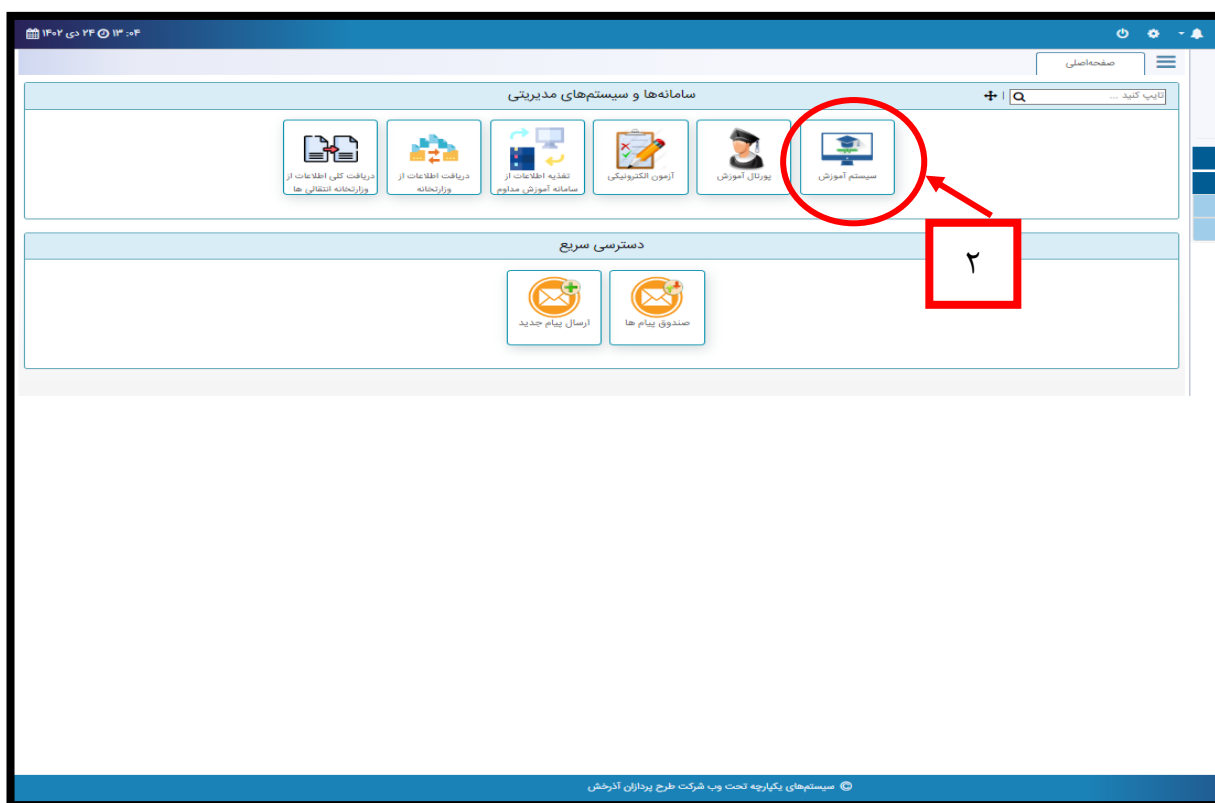 ۱۴۰۲ ۲۴ دی ۱۳ :۰۴
صفحه‌اصلی
سامانه‌ها و سیستم‌های مدیریتی
تایپ کنید ...
سیستم آموزش
پورتال آموزش
آزمون الکترونیکی
تغذیه اطلاعات از
سامانه آموزش مداوم
دریافت اطلاعات از
وزارتخانه
دریافت کلی اطلاعات از
وزارتخانه انتقالی ها
۲
دسترسی سریع
صندوق پیام ها
ارسال پیام جدید
© سیستم‌های یکپارچه تحت وب شرکت طرح پردازان آذرخش